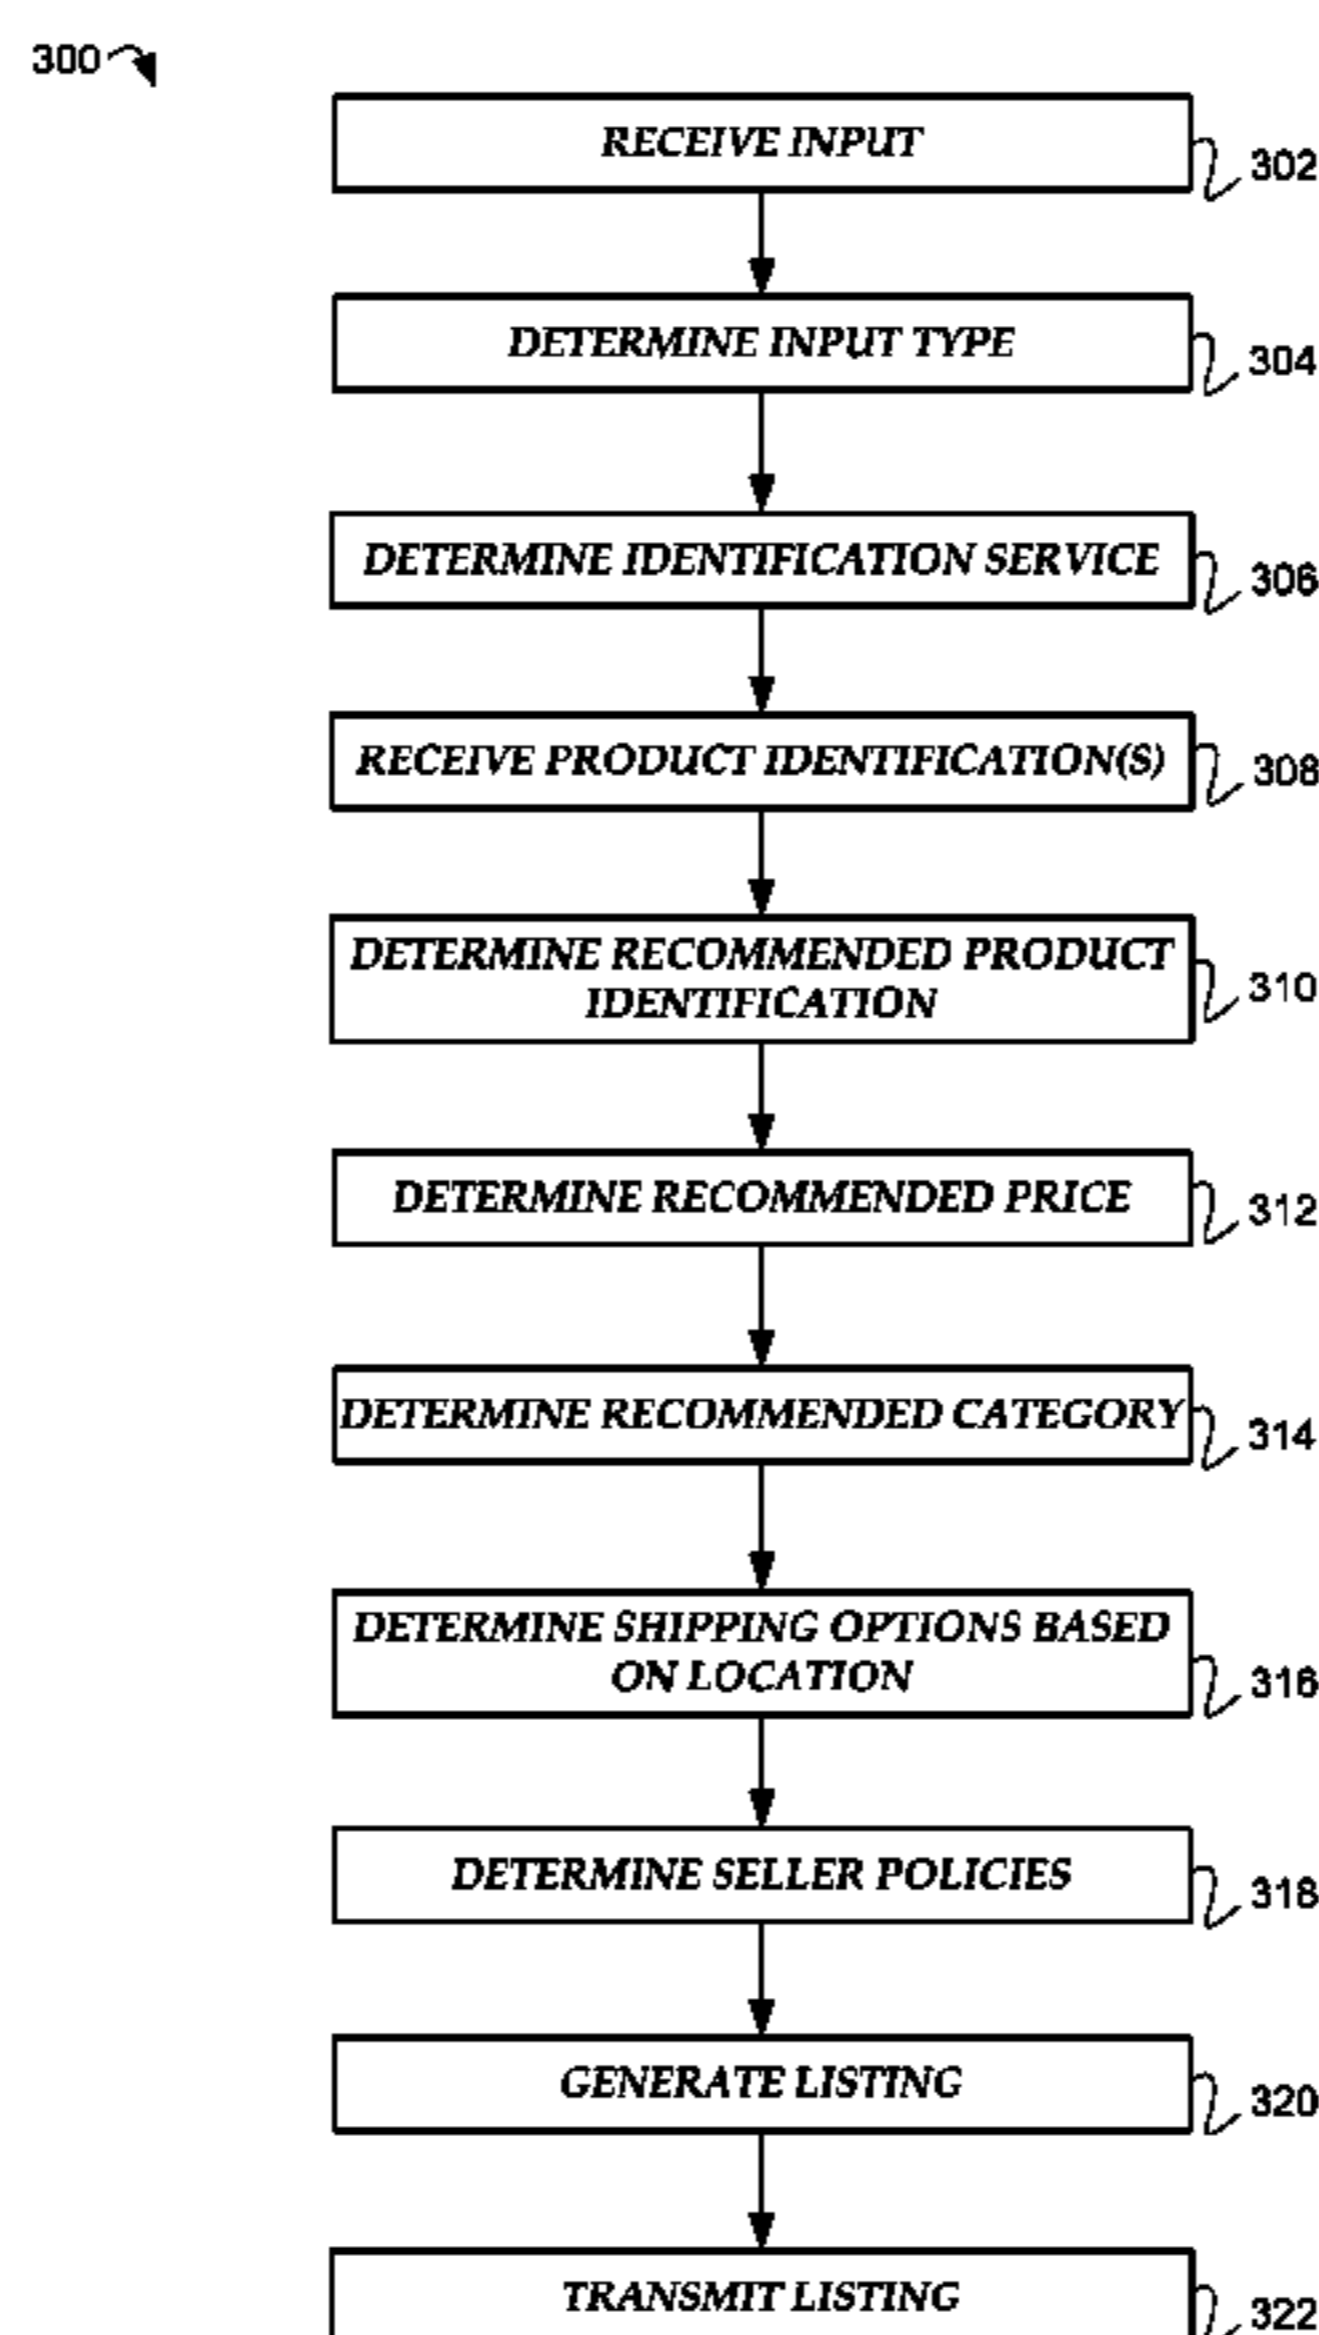 300
RECEIVE INPUT
302
DETERMINE INPUT TYPE
304
DETERMINE IDENTIFICATION SERVICE
306
RECEIVE PRODUCT IDENTIFICATION(S)
308
DETERMINE RECOMMENDED PRODUCT
IDENTIFICATION
310
DETERMINE RECOMMENDED PRICE
312
DETERMINE RECOMMENDED CATEGORY
314
DETERMINE SHIPPING OPTIONS BASED
ON LOCATION
316
DETERMINE SELLER POLICIES
318
GENERATE LISTING
320
TRANSMIT LISTING
322